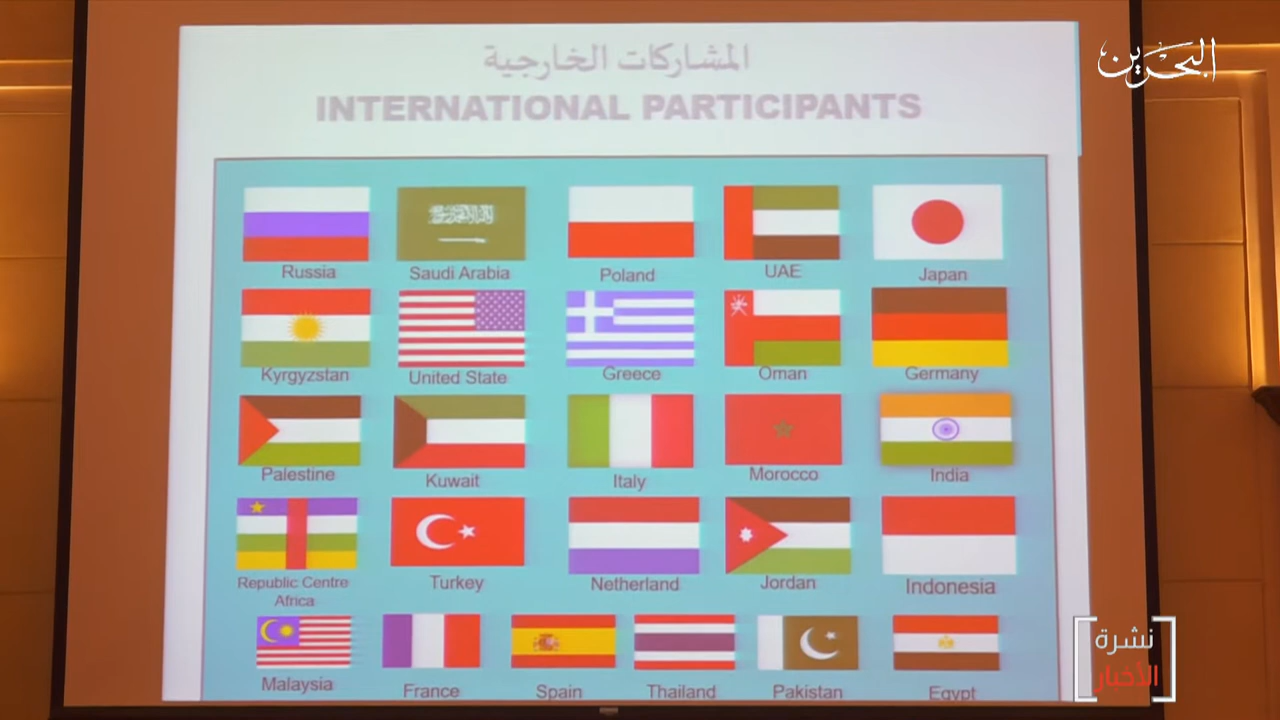 المشاركات الخارجية
البحرين
INTERNATIONAL PARTICIPANTS
Russia
Saudi Arabia
Poland
UAE
Japan
Kyrgyzstan
United State
Greece
Oman
Germany
Palestine
Kuwait
Italy
Morocco
India
Republic Centre
Africa
Turkey
Netherland
Jordan
Indonesia
Malaysia
France
Spain
Thailand
Pakistan
Egypt
نشرة
الأخبار